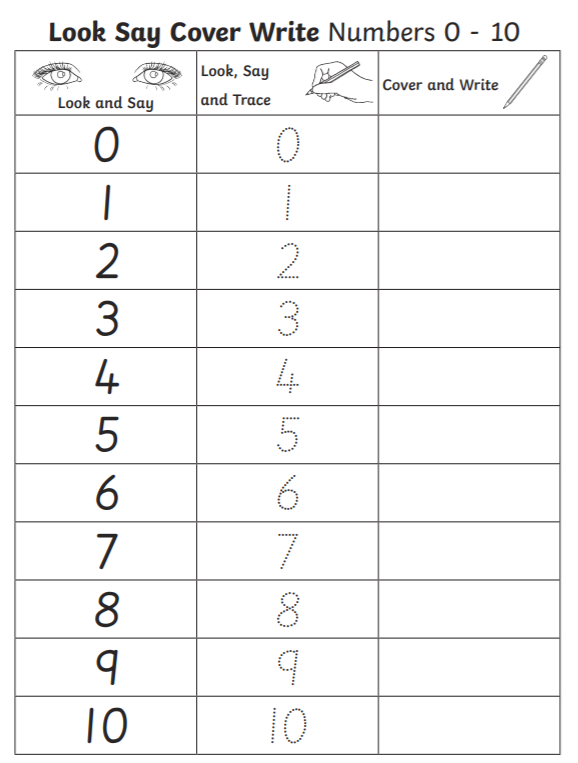 Look Say Cover Write Numbers 0 - 10
Look and Say
Look, Say
and Trace
Cover and Write
0 0
1 1
2 2
3 3
4 4
5 5
6 6
7 7
8 8
9 9
10 10